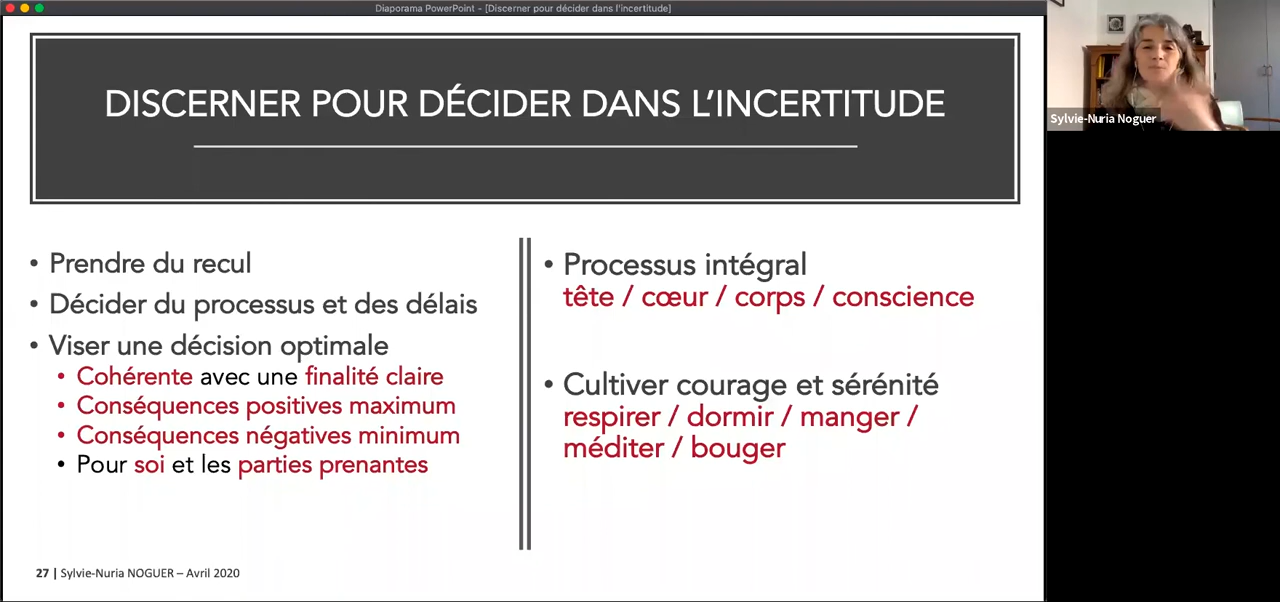 Diaporama PowerPoint - [Discerner pour décider dans l'incertitude]
DISCERNER POUR DÉCIDER DANS L’INCERTITUDE
• Prendre du recul
• Décider du processus et des délais
• Viser une décision optimale
• Cohérente avec une finalité claire
• Conséquences positives maximum
• Conséquences négatives minimum
• Pour soi et les parties prenantes
• Processus intégral
tête / cœur / corps / conscience
• Cultiver courage et sérénité
respirer / dormir / manger /
méditer / bouger
27 | Sylvie-Nuria NOGUER – Avril 2020
Sylvie-Nuria Noguer